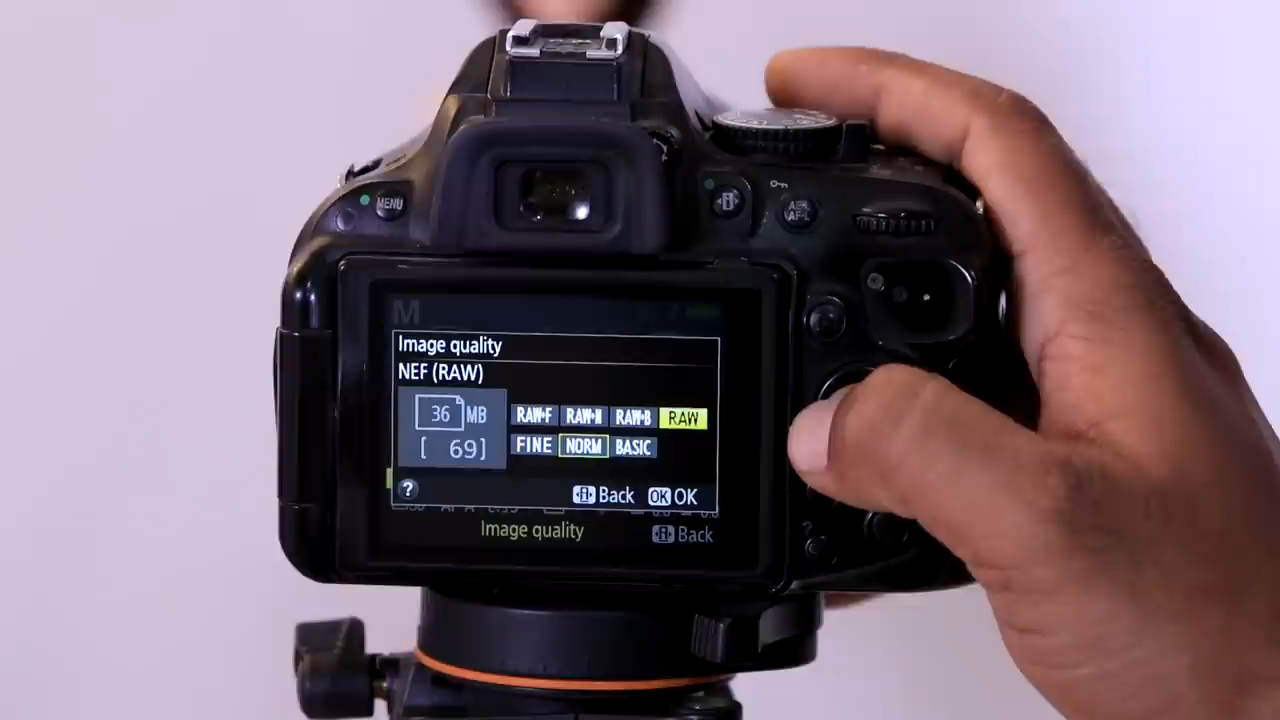 MENU
AE-L
AF-L
M
Image quality
NEF (RAW)
36 MB
[ 69]
RAW+F RAW+N RAW+B RAW
FINE NORM BASIC
?
i Back OK OK
Image quality
i Back
?